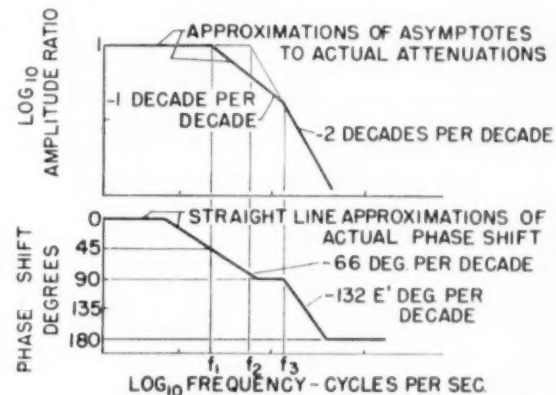 APPROXIMATIONS OF ASYMPTOTES
TO ACTUAL ATTENUATIONS
LOG10
AMPLITUDE RATIO
1
-1 DECADE PER
DECADE
-2 DECADES PER DECADE
STRAIGHT LINE APPROXIMATIONS OF
ACTUAL PHASE SHIFT
PHASE SHIFT
DEGREES
0
45
90
135
180
-66 DEG. PER DECADE
-132 E' DEG. PER
DECADE
f1 f2 f3
LOG10 FREQUENCY - CYCLES PER SEC.